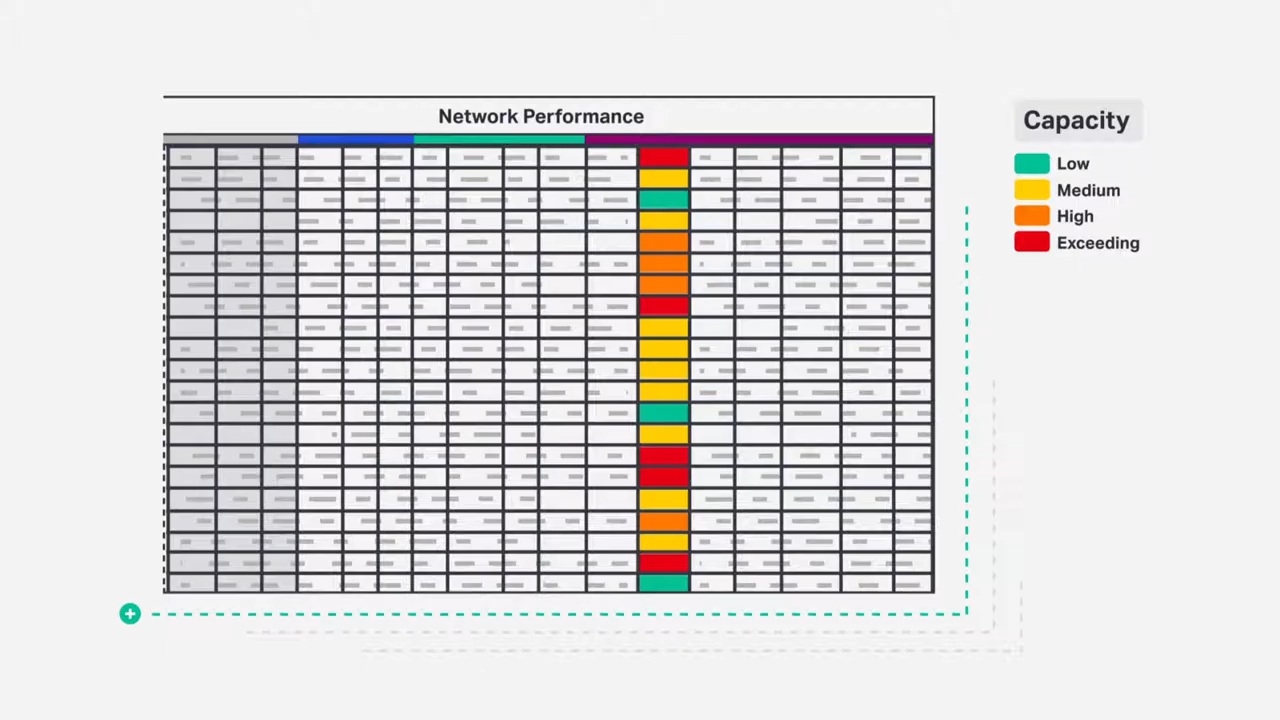 Network Performance
Capacity
Low
Medium
High
Exceeding